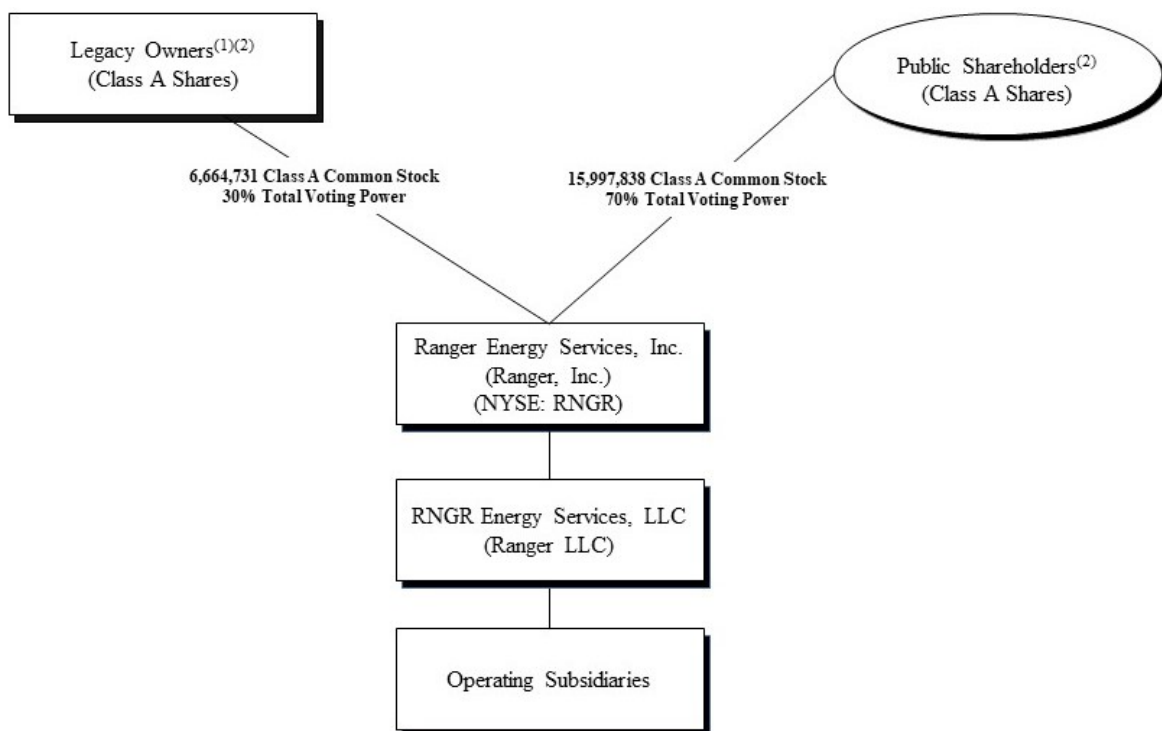 Legacy Owners(1)(2)
(Class A Shares)
Public Shareholders(2)
(Class A Shares)
6,664,731 Class A Common Stock
30% Total Voting Power
15,997,838 Class A Common Stock
70% Total Voting Power
Ranger Energy Services, Inc.
(Ranger, Inc.)
(NYSE: RNGR)
RNGR Energy Services, LLC
(Ranger LLC)
Operating Subsidiaries